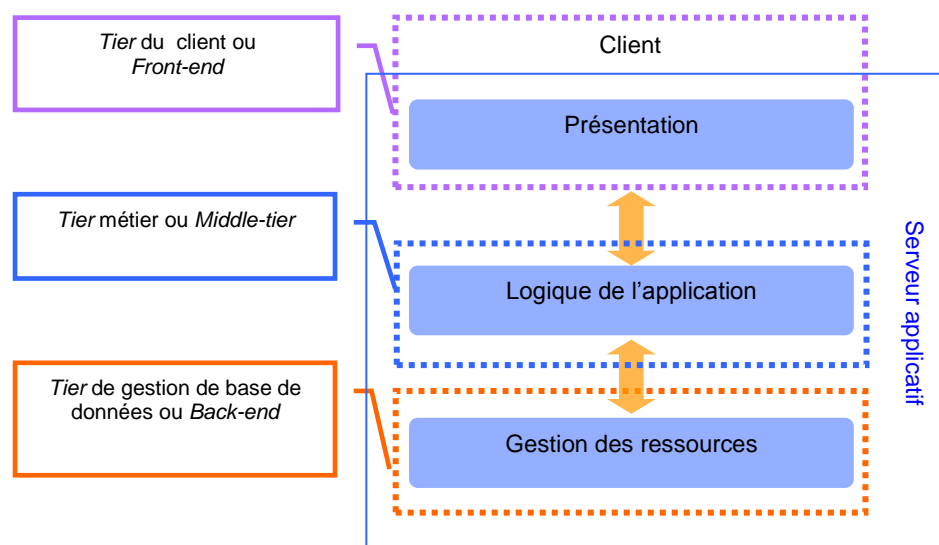 Tier du client ou
Front-end
Client
Présentation
Tier métier ou Middle-tier
Logique de l'application
Tier de gestion de base de
données ou Back-end
Gestion des ressources
Serveur applicatif